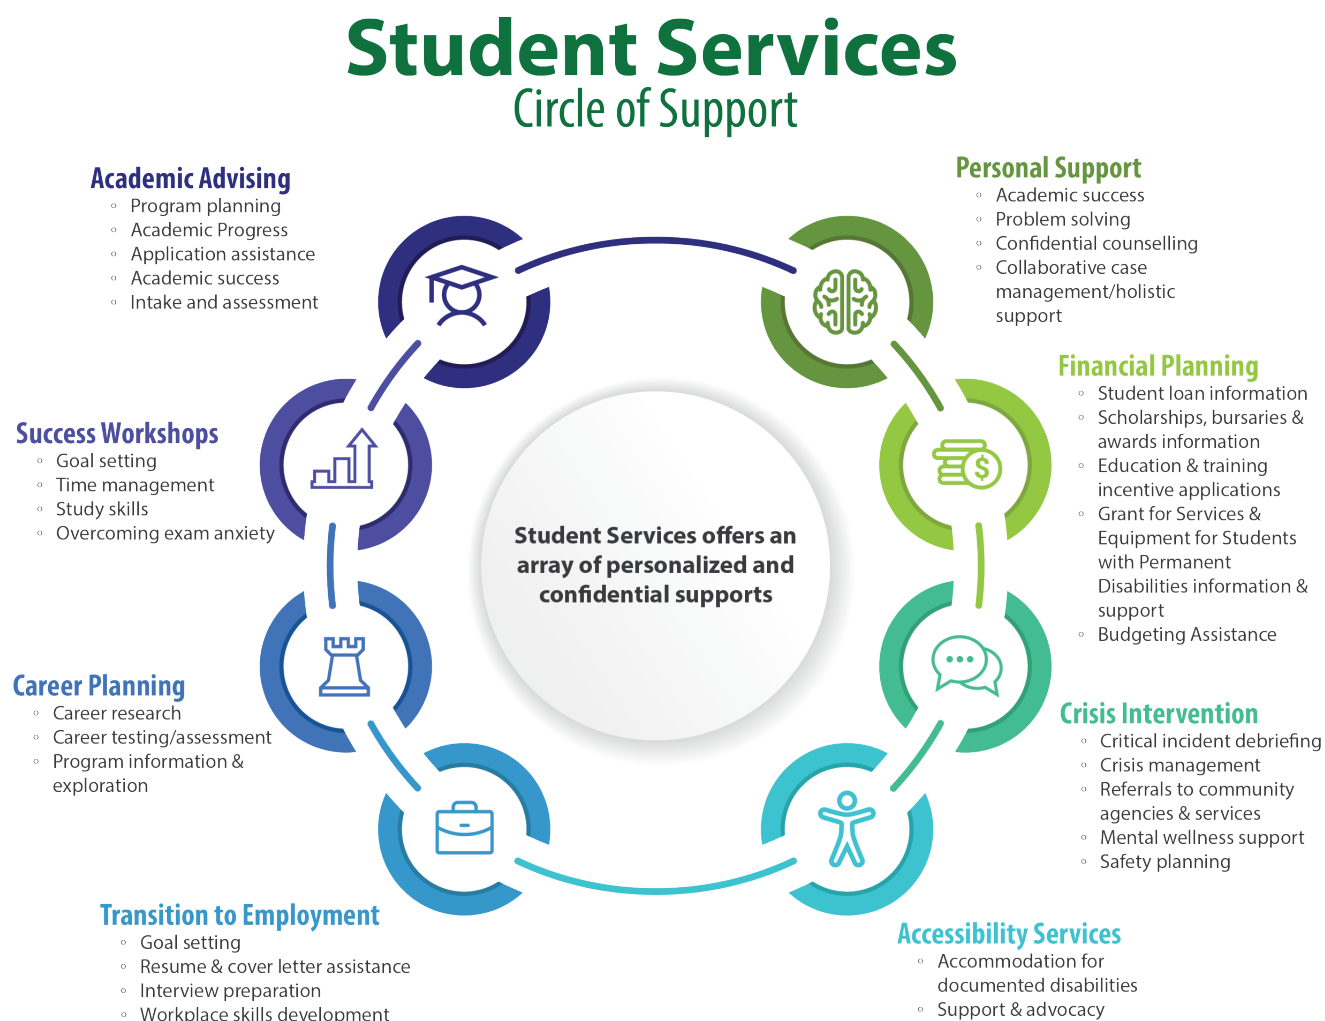 Student Services
Circle of Support
Academic Advising
◦ Program planning
◦ Academic Progress
◦ Application assistance
◦ Academic success
◦ Intake and assessment
Personal Support
◦ Academic success
◦ Problem solving
◦ Confidential counselling
◦ Collaborative case
management/holistic
support
Success Workshops
◦ Goal setting
◦ Time management
◦ Study skills
◦ Overcoming exam anxiety
Financial Planning
◦ Student loan information
◦ Scholarships, bursaries &
awards information
◦ Education & training
incentive applications
◦ Grant for Services &
Equipment for Students
with Permanent
Disabilities information &
support
◦ Budgeting Assistance
$
Student Services offers an
array of personalized and
confidential supports
Career Planning
◦ Career research
◦ Career testing/assessment
◦ Program information &
exploration
Crisis Intervention
◦ Critical incident debriefing
◦ Crisis management
◦ Referrals to community
agencies & services
◦ Mental wellness support
◦ Safety planning
Transition to Employment
◦ Goal setting
◦ Resume & cover letter assistance
◦ Interview preparation
◦ Workplace skills development
Accessibility Services
◦ Accommodation for
documented disabilities
◦ Support & advocacy